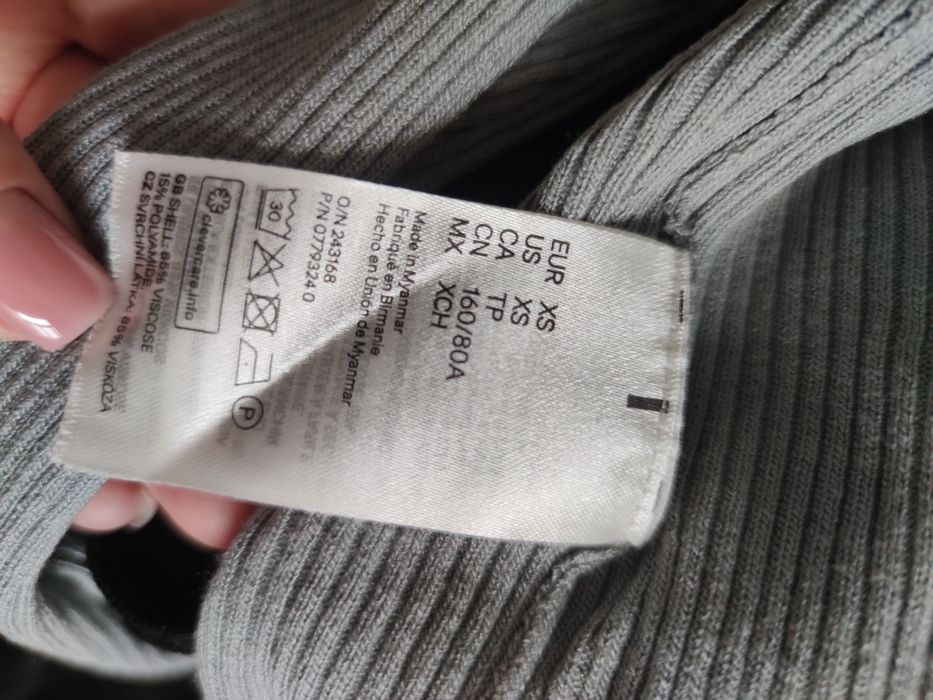 EUR XS
US XS
CA TP
CN 160/80A
MX XCH
Made in Myanmar
Fabriqué en Birmanie
Hecho en Unión de Myanmar
O/N 243168
P/N 0779324 0
30
P
clevercare.info
GB SHELL: 85% VISCOSE
15% POLYAMIDE
CZ SVRCHNÍ LÁTKA: 85% VISKÓZA